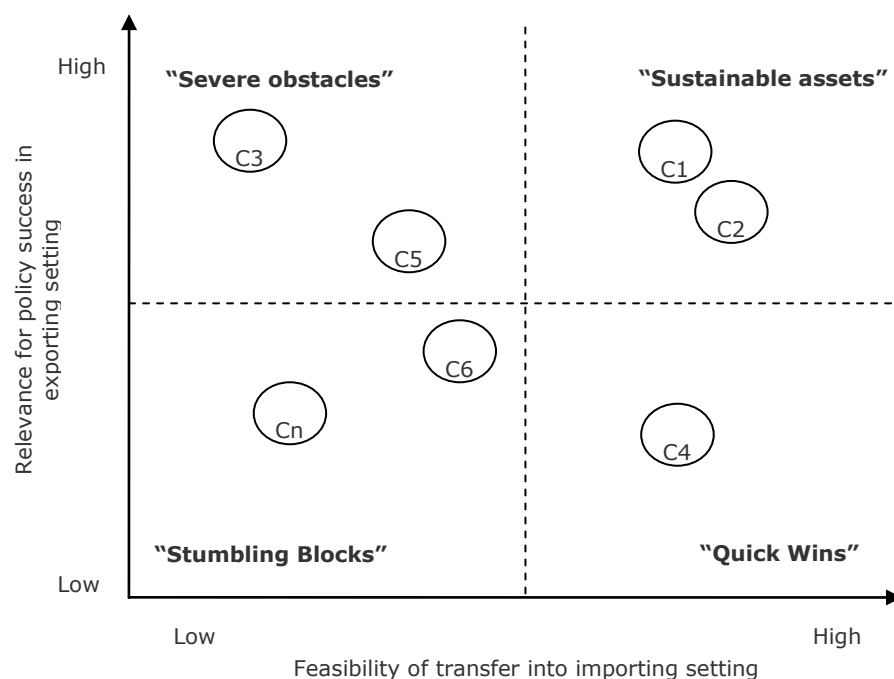 High
“Severe obstacles”
“Sustainable assets”
C3
C1
C2
C5
Relevance for policy success in
exporting setting
C6
Cn
C4
“Stumbling Blocks”
“Quick Wins”
Low
Low
High
Feasibility of transfer into importing setting